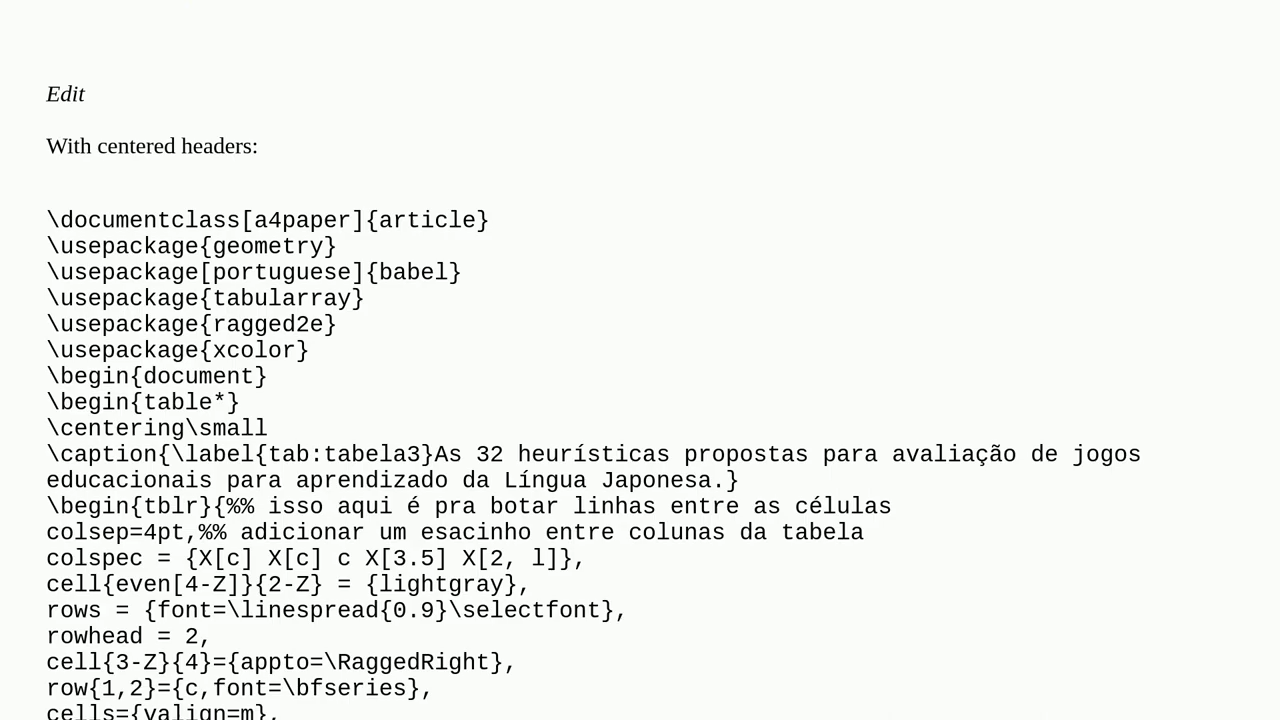 Edit
With centered headers:
\documentclass[a4paper]{article}
\usepackage{geometry}
\usepackage[portuguese]{babel}
\usepackage{tabularray}
\usepackage{ragged2e}
\usepackage{xcolor}
\begin{document}
\begin{table*}
\centering\small
\caption{\label{tab:tabela3}As 32 heurísticas propostas para avaliação de jogos
educacionais para aprendizado da Língua Japonesa.}
\begin{tblr}{%% isso aqui é pra botar linhas entre as células
colsep=4pt,%% adicionar um esacinho entre colunas da tabela
colspec = {X[c] X[c] c X[3.5] X[2, l]},
cell{even[4-Z]}{2-Z} = {lightgray},
rows = {font=\linespread{0.9}\selectfont},
rowhead = 2,
cell{3-Z}{4}={appto=\RaggedRight},
row{1,2}={c,font=\bfseries},
cells={valign=m},